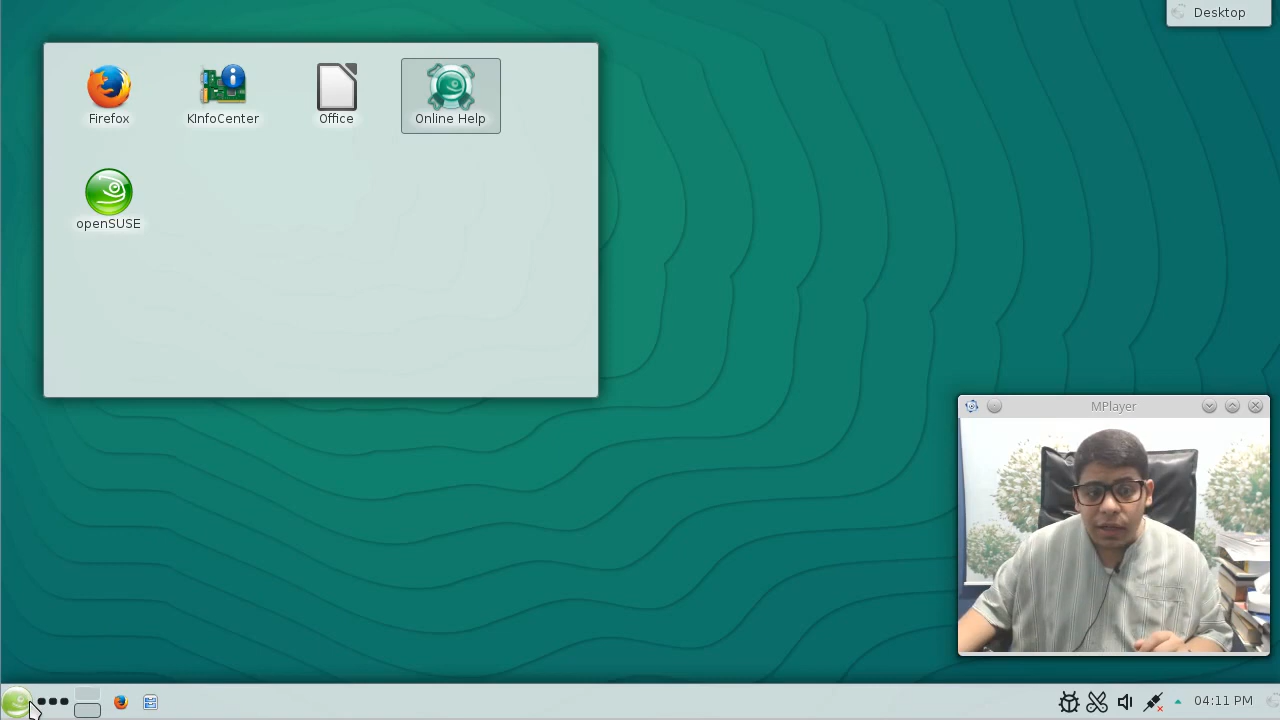 Desktop
Firefox
KInfoCenter
Office
Online Help
openSUSE
MPlayer
04:11 PM